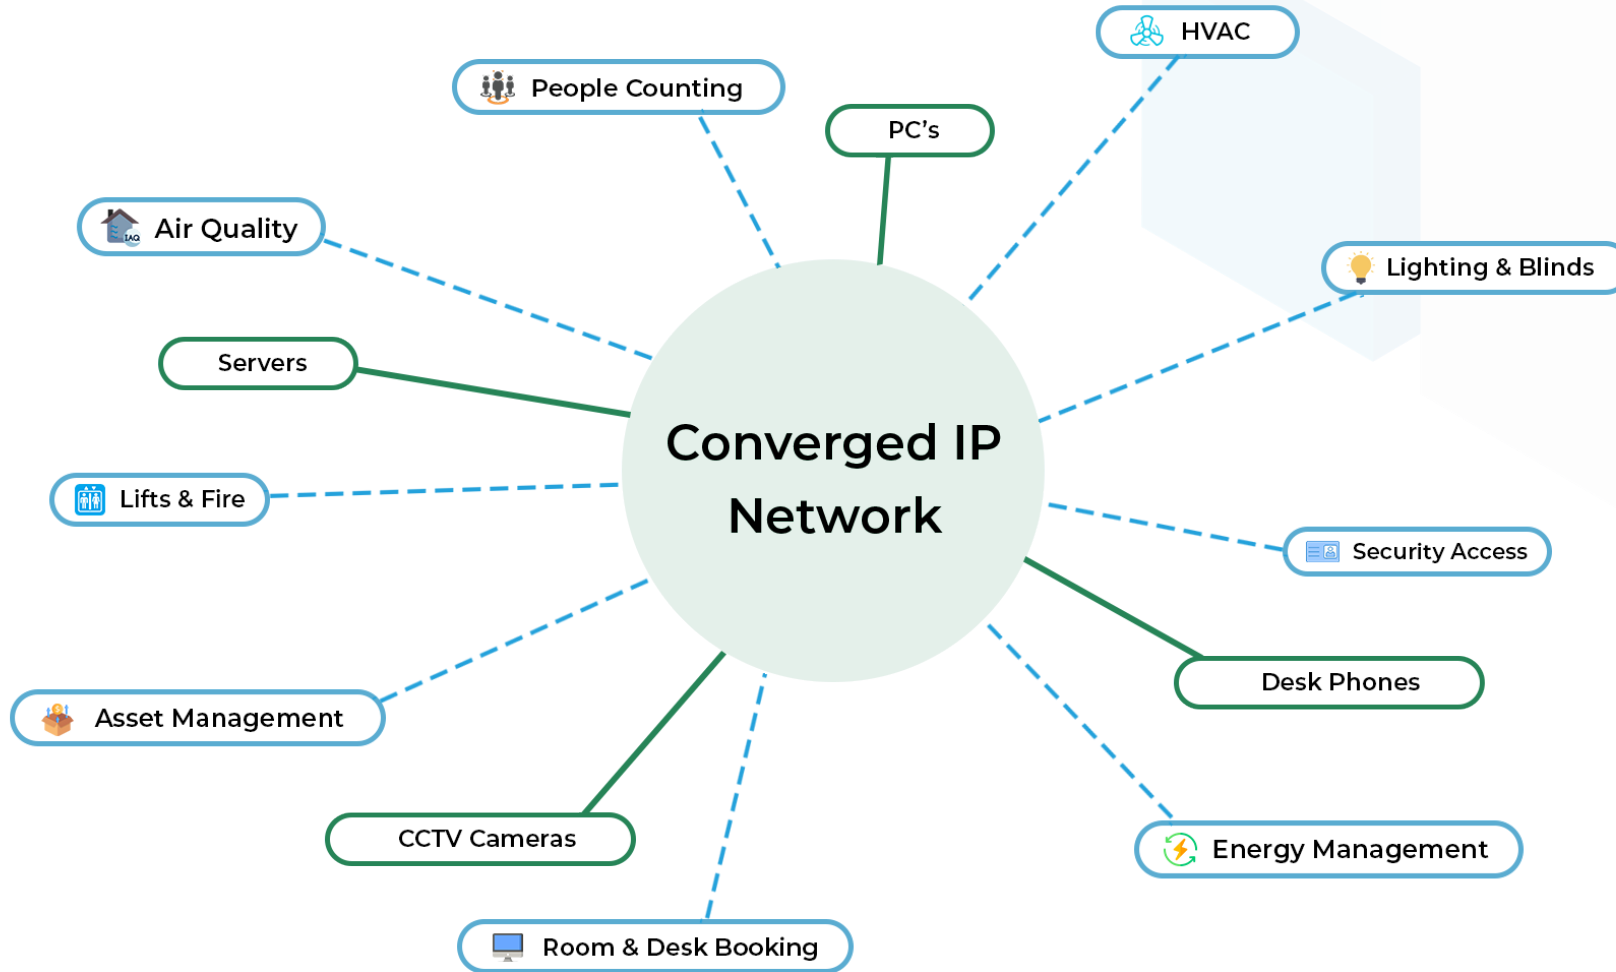 HVAC
People Counting
PC’s
Air Quality
IAQ
Lighting & Blinds
Servers
Converged IP
Network
Lifts & Fire
Security Access
Desk Phones
Asset Management
CCTV Cameras
Energy Management
Room & Desk Booking